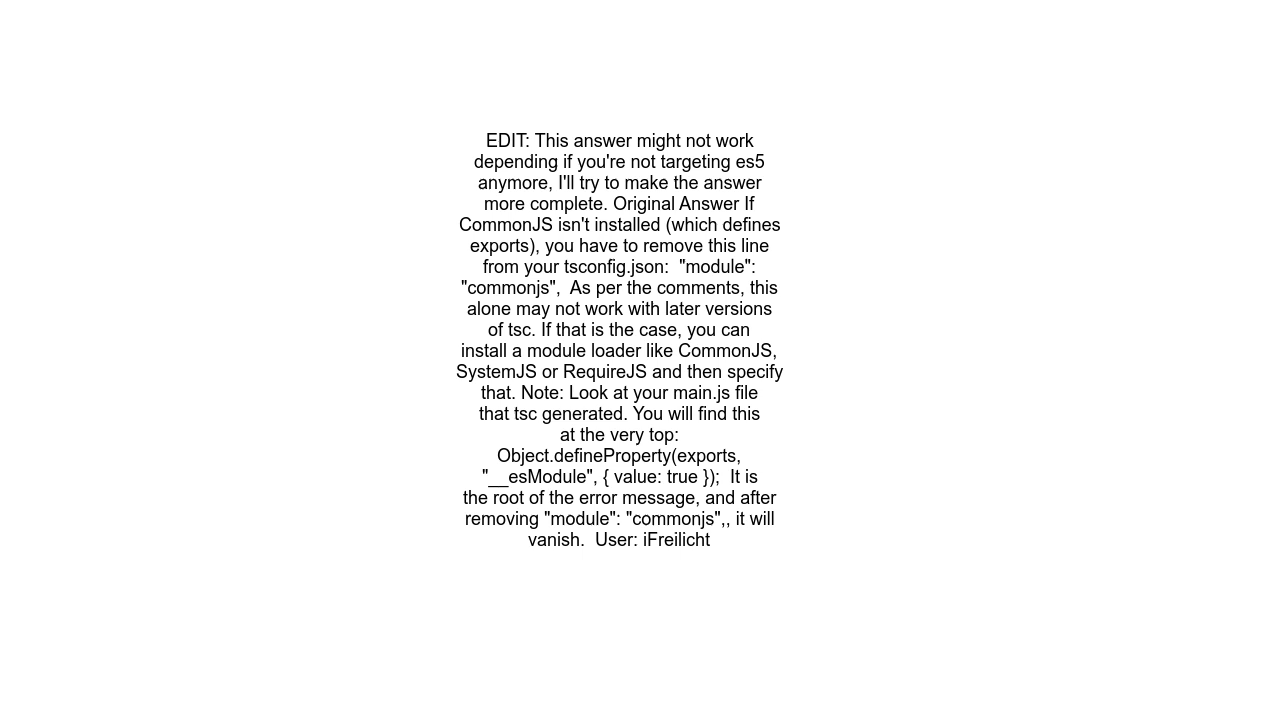 EDIT: This answer might not work
depending if you're not targeting es5
anymore, I'll try to make the answer
more complete. Original Answer If
CommonJS isn't installed (which defines
exports), you have to remove this line
from your tsconfig.json:  "module":
"commonjs",  As per the comments, this
alone may not work with later versions
of tsc. If that is the case, you can
install a module loader like CommonJS,
SystemJS or RequireJS and then specify
that. Note: Look at your main.js file
that tsc generated. You will find this
at the very top:
Object.defineProperty(exports,
"__esModule", { value: true });  It is
the root of the error message, and after
removing "module": "commonjs",, it will
vanish.  User: iFreilicht